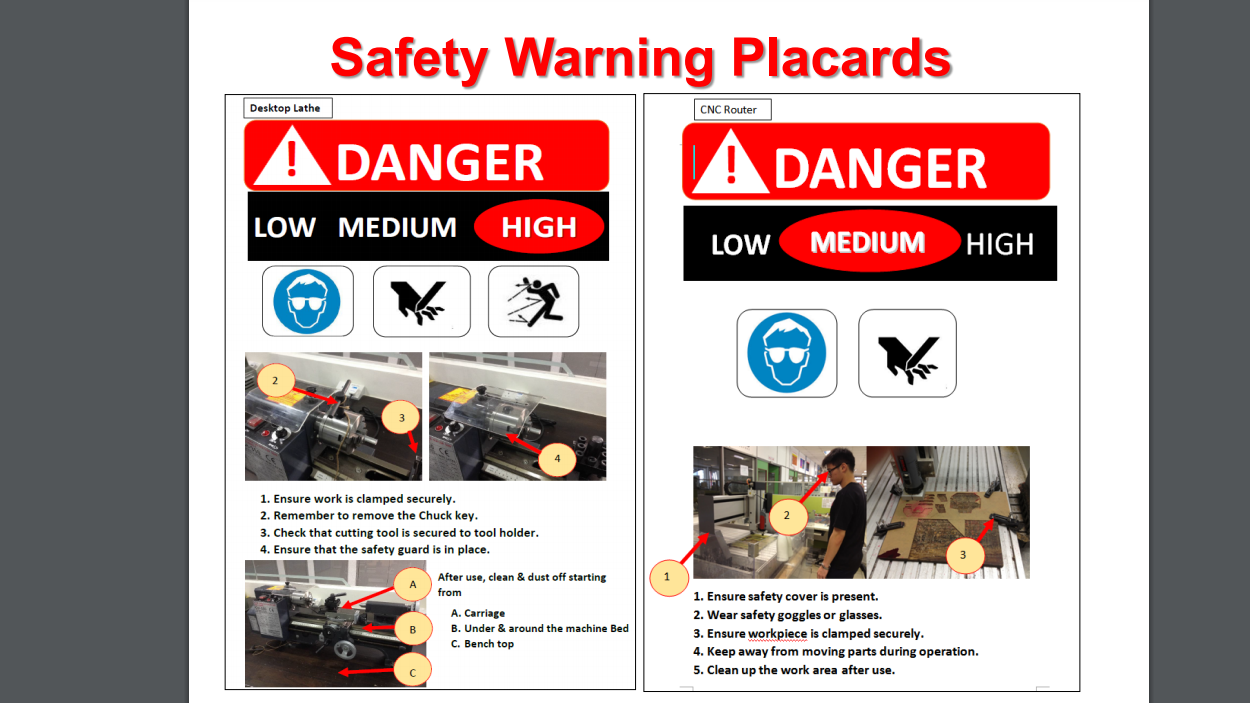 Safety Warning Placards
Desktop Lathe
DANGER
LOW MEDIUM HIGH
2
3
4
1. Ensure work is clamped securely.
2. Remember to remove the Chuck key.
3. Check that cutting tool is secured to tool holder.
4. Ensure that the safety guard is in place.
A
B
C
After use, clean & dust off starting
from
A. Carriage
B. Under & around the machine Bed
C. Bench top
CNC Router
DANGER
LOW MEDIUM HIGH
1
2
3
1. Ensure safety cover is present.
2. Wear safety goggles or glasses.
3. Ensure workpiece is clamped securely.
4. Keep away from moving parts during operation.
5. Clean up the work area after use.